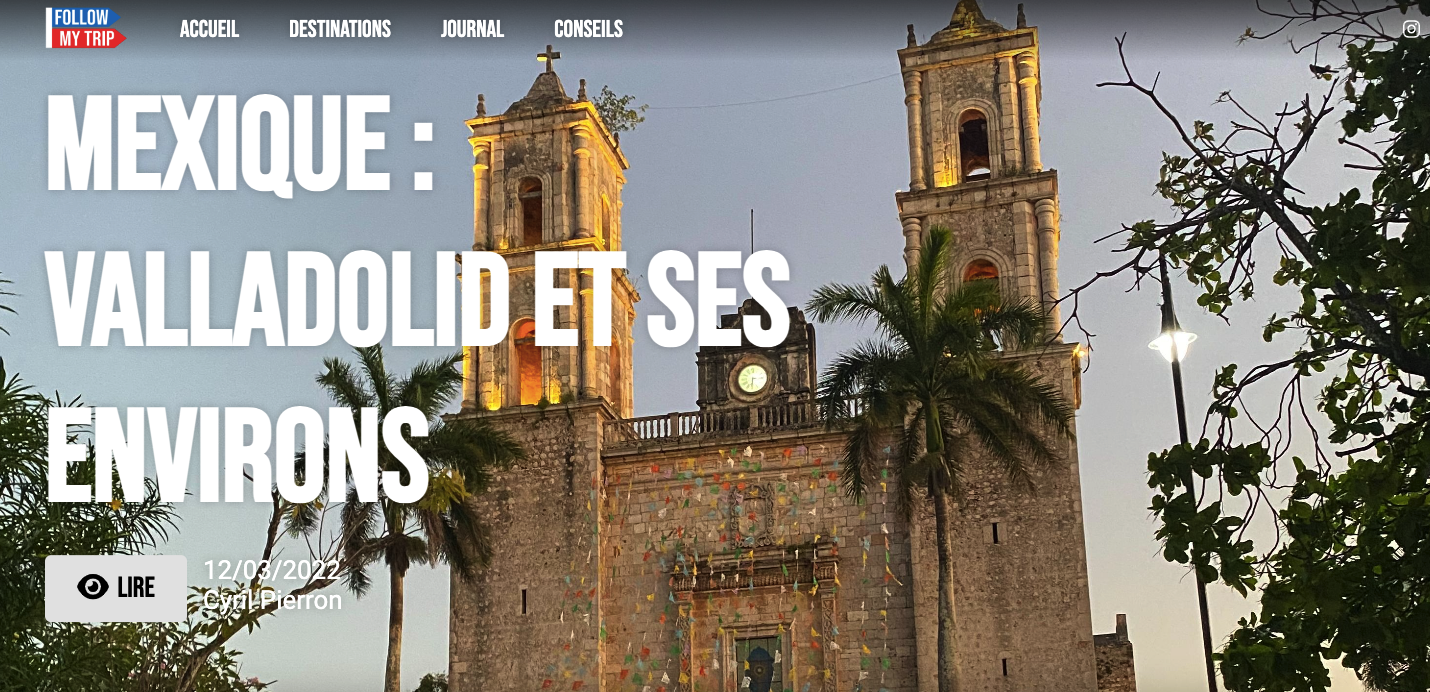 FOLLOW
MY TRIP
ACCUEIL DESTINATIONS JOURNAL CONSEILS
MEXIQUE :
VALLADOLID ET SES
ENVIRONS
LIRE
12/03/2022
Cyril Pierron